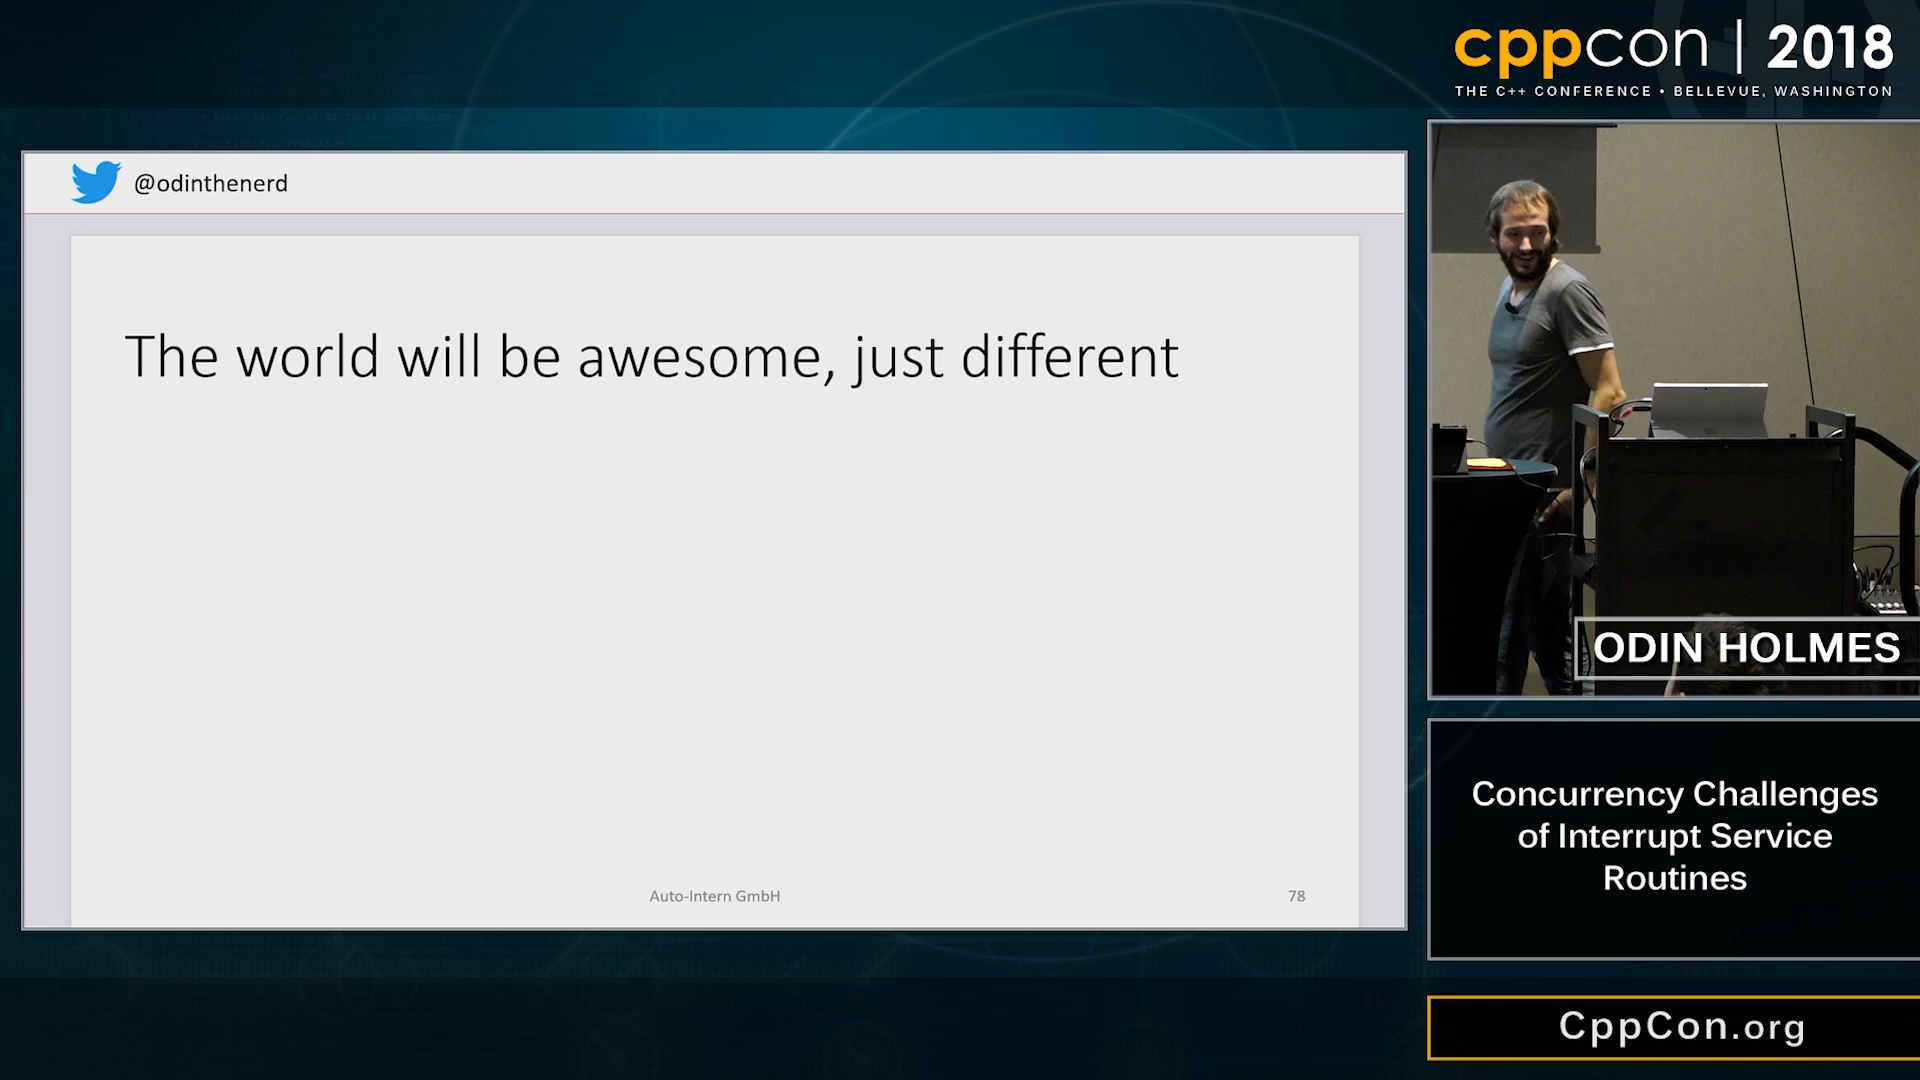 cppcon | 2018
THE C++ CONFERENCE • BELLEVUE, WASHINGTON
@odinthenerd
The world will be awesome, just different
Auto-Intern GmbH
78
ODIN HOLMES
Concurrency Challenges
of Interrupt Service
Routines
CppCon.org